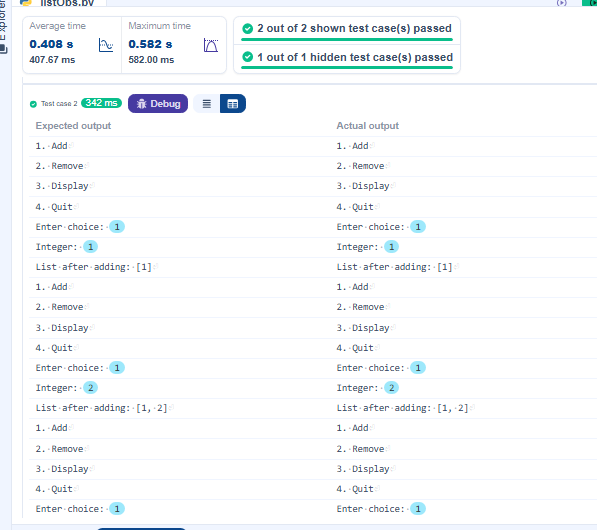 Explorer
listOps.py
Average time
0.408 s
407.67 ms
Maximum time
0.582 s
582.00 ms
2 out of 2 shown test case(s) passed
1 out of 1 hidden test case(s) passed
Test case 2 342 ms Debug
Expected output Actual output
1. Add 1. Add
2. Remove 2. Remove
3. Display 3. Display
4. Quit 4. Quit
Enter choice: 1 Enter choice: 1
Integer: 1 Integer: 1
List after adding: [1] List after adding: [1]
1. Add 1. Add
2. Remove 2. Remove
3. Display 3. Display
4. Quit 4. Quit
Enter choice: 1 Enter choice: 1
Integer: 2 Integer: 2
List after adding: [1, 2] List after adding: [1, 2]
1. Add 1. Add
2. Remove 2. Remove
3. Display 3. Display
4. Quit 4. Quit
Enter choice: 1 Enter choice: 1